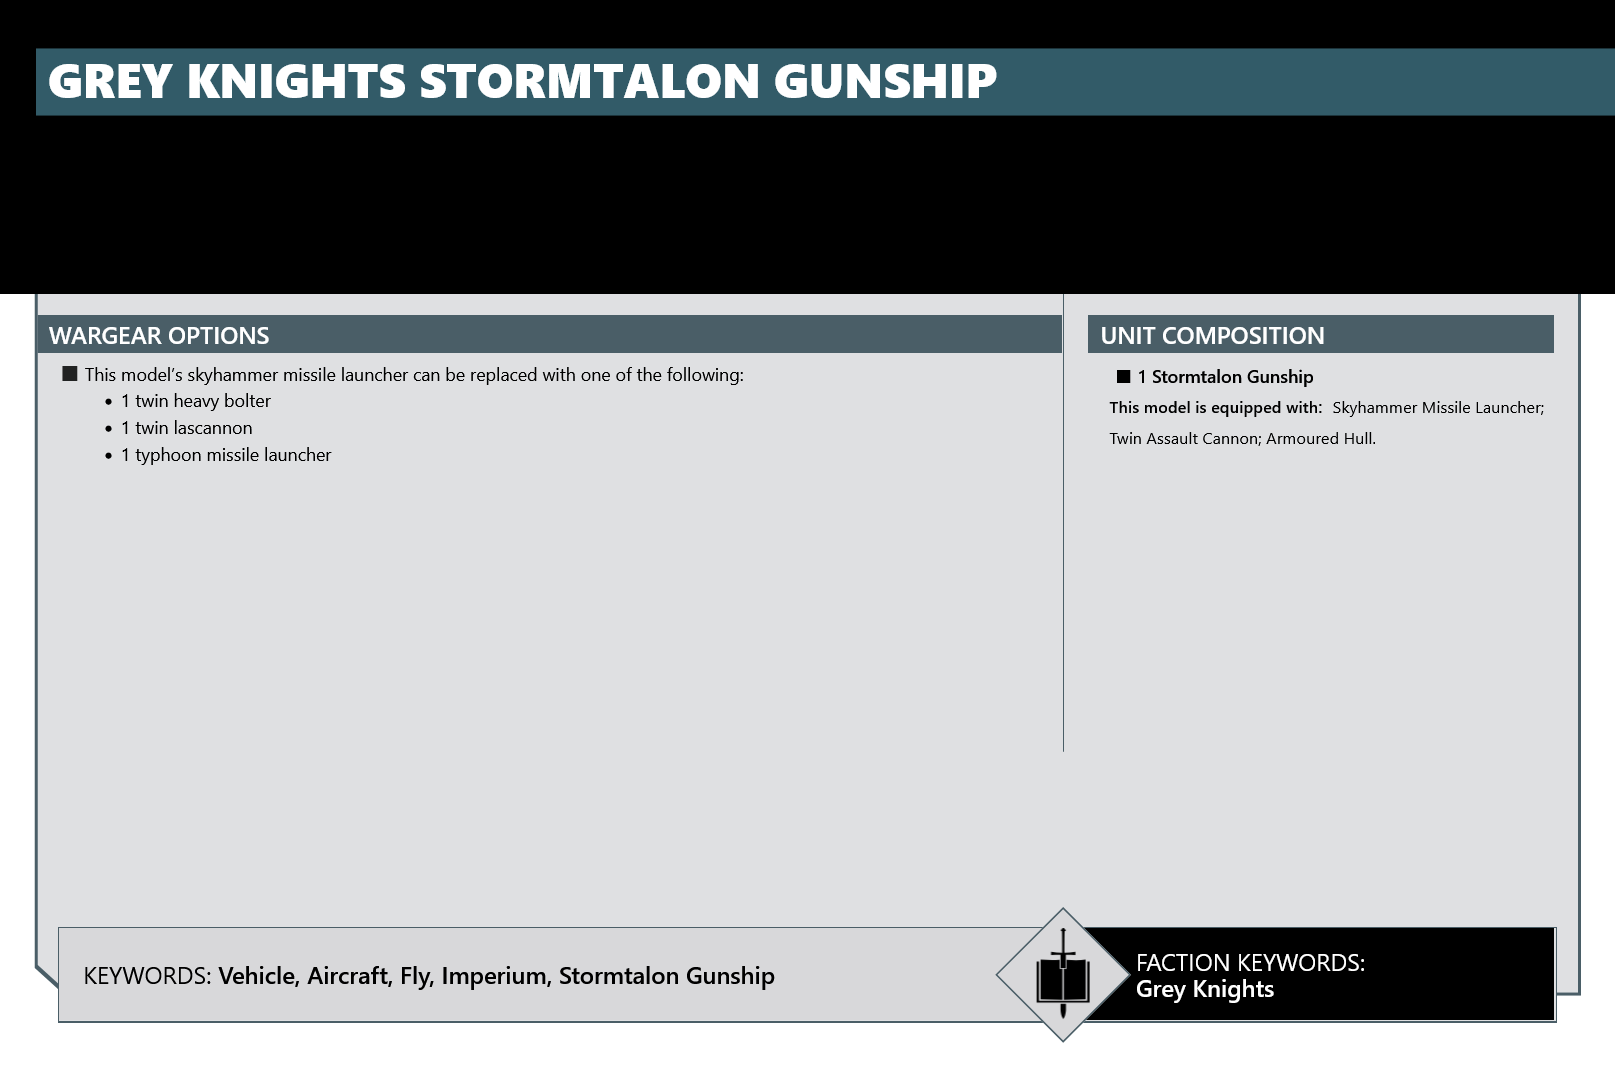 GREY KNIGHTS STORMTALON GUNSHIP
WARGEAR OPTIONS
■ This model’s skyhammer missile launcher can be replaced with one of the following:
• 1 twin heavy bolter
• 1 twin lascannon
• 1 typhoon missile launcher
UNIT COMPOSITION
■ 1 Stormtalon Gunship
This model is equipped with: Skyhammer Missile Launcher;
Twin Assault Cannon; Armoured Hull.
KEYWORDS: Vehicle, Aircraft, Fly, Imperium, Stormtalon Gunship
FACTION KEYWORDS:
Grey Knights